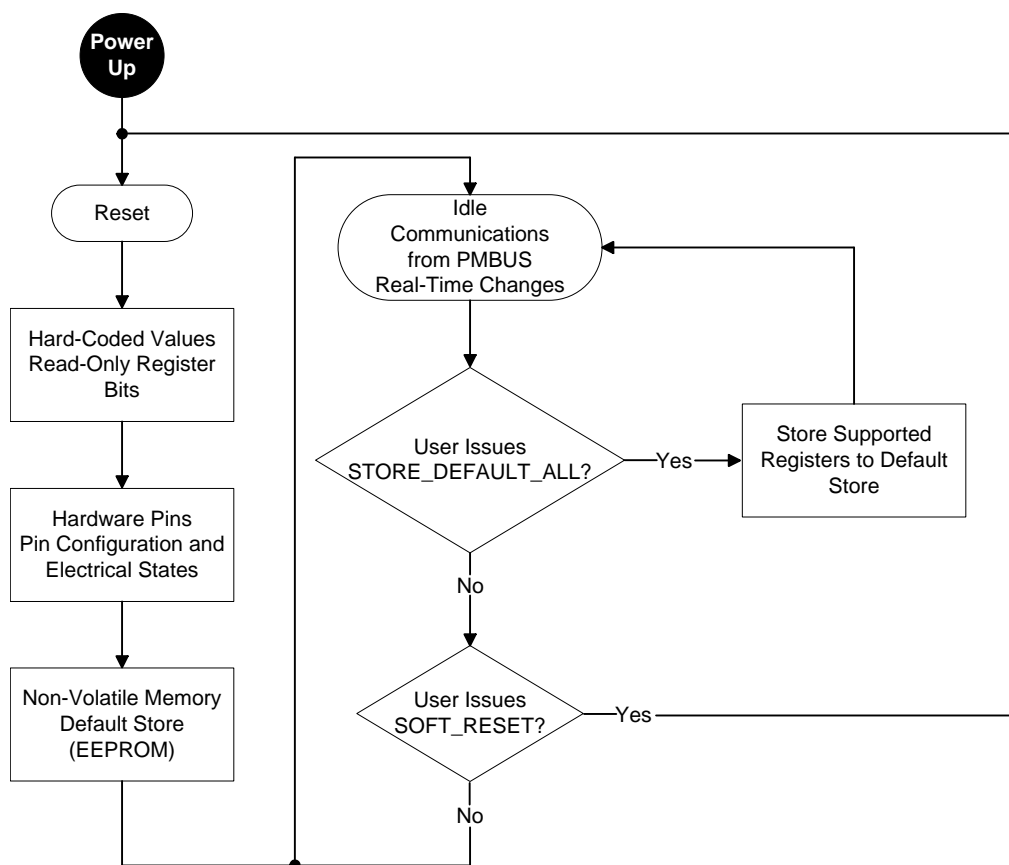 Power
Up
Reset
Hard-Coded Values
Read-Only Register
Bits
Hardware Pins
Pin Configuration and
Electrical States
Non-Volatile Memory
Default Store
(EEPROM)
Idle
Communications
from PMBUS
Real-Time Changes
User Issues
STORE_DEFAULT_ALL?
Yes
Store Supported
Registers to Default
Store
No
User Issues
SOFT_RESET?
Yes
No